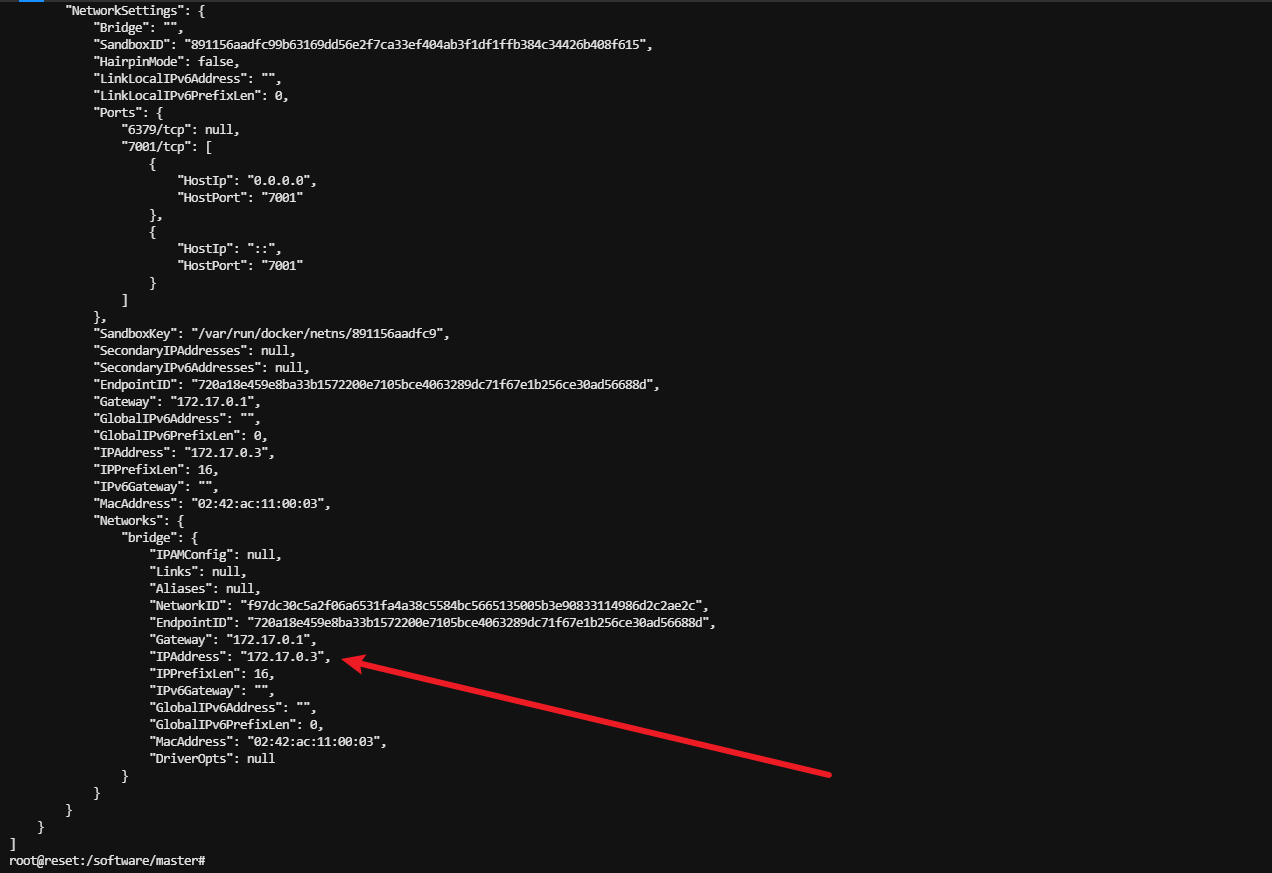 "NetworkSettings": {
"Bridge": "",
"SandboxID": "891156aadfc99b63169dd56e2f7ca33ef404ab3f1df1ffb384c34426b408f615",
"HairpinMode": false,
"LinkLocalIPv6Address": "",
"LinkLocalIPv6PrefixLen": 0,
"Ports": {
"6379/tcp": null,
"7001/tcp": [
{
"HostIp": "0.0.0.0",
"HostPort": "7001"
},
{
"HostIp": "::",
"HostPort": "7001"
}
]
},
"SandboxKey": "/var/run/docker/netns/891156aadfc9",
"SecondaryIPAddresses": null,
"SecondaryIPv6Addresses": null,
"EndpointID": "720a18e459e8ba33b1572200e7105bce4063289dc71f67e1b256ce30ad56688d",
"Gateway": "172.17.0.1",
"GlobalIPv6Address": "",
"GlobalIPv6PrefixLen": 0,
"IPAddress": "172.17.0.3",
"IPPrefixLen": 16,
"IPv6Gateway": "",
"MacAddress": "02:42:ac:11:00:03",
"Networks": {
"bridge": {
"IPAMConfig": null,
"Links": null,
"Aliases": null,
"NetworkID": "f97dc30c5a2f06a6531fa4a38c5584bc5665135005b3e90833114986d2c2ae2c",
"EndpointID": "720a18e459e8ba33b1572200e7105bce4063289dc71f67e1b256ce30ad56688d",
"Gateway": "172.17.0.1",
"IPAddress": "172.17.0.3",
"IPPrefixLen": 16,
"IPv6Gateway": "",
"GlobalIPv6Address": "",
"GlobalIPv6PrefixLen": 0,
"MacAddress": "02:42:ac:11:00:03",
"DriverOpts": null
}
}
}
}
]
root@reset:/software/master#